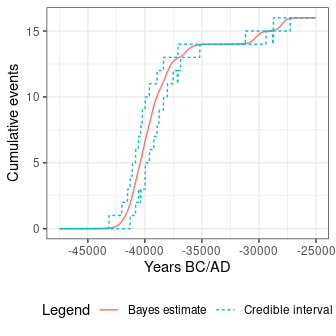 Cumulative events
15
10
5
0
-45000 -40000 -35000 -30000 -25000
Years BC/AD
Legend Bayes estimate Credible interval